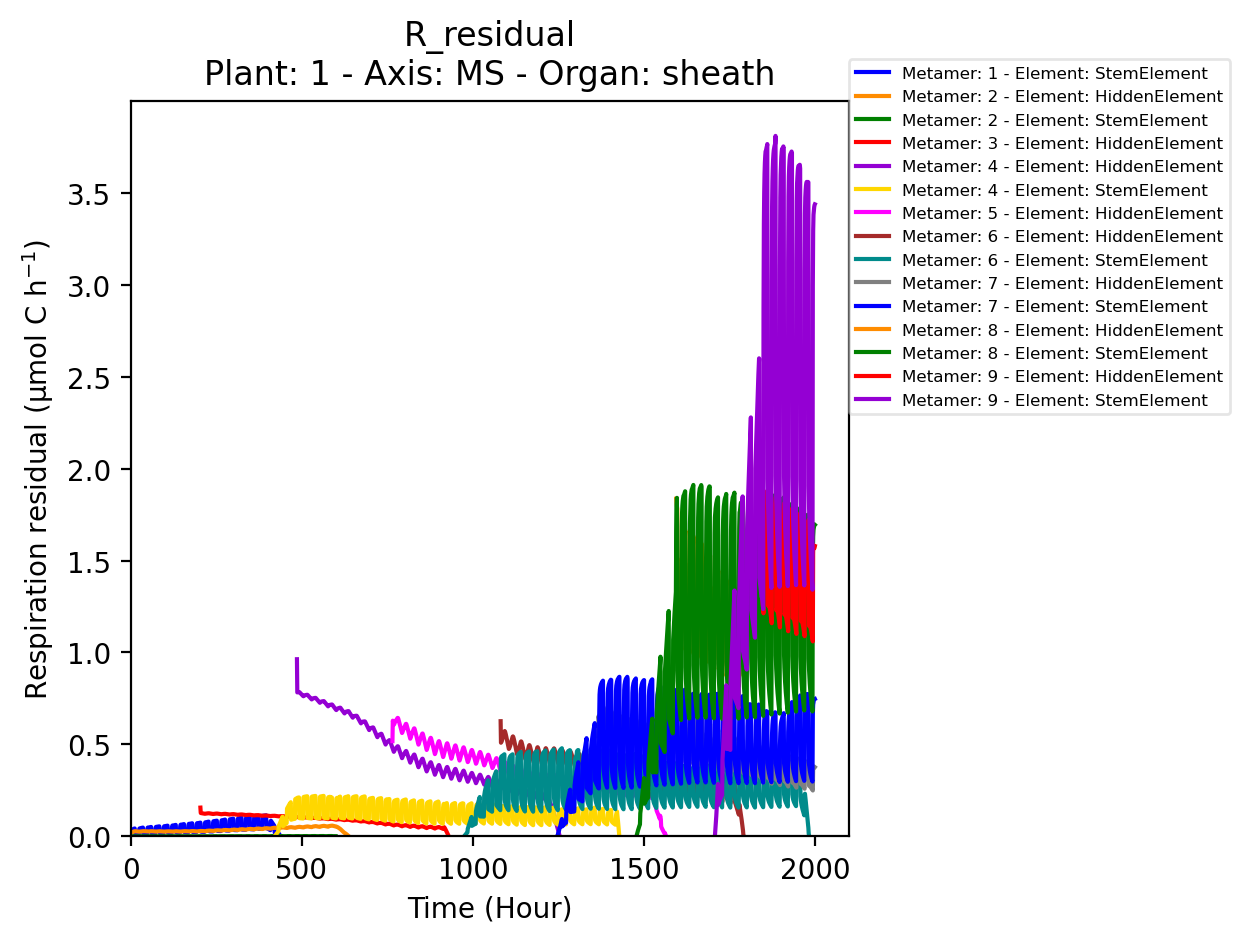 R_residual
Plant: 1 - Axis: MS - Organ: sheath
Respiration residual (µmol C h⁻¹)
3.5
3.0
2.5
2.0
1.5
1.0
0.5
0.0
0 500 1000 1500 2000
Time (Hour)
Metamer: 1 - Element: StemElement
Metamer: 2 - Element: HiddenElement
Metamer: 2 - Element: StemElement
Metamer: 3 - Element: HiddenElement
Metamer: 4 - Element: HiddenElement
Metamer: 4 - Element: StemElement
Metamer: 5 - Element: HiddenElement
Metamer: 6 - Element: HiddenElement
Metamer: 6 - Element: StemElement
Metamer: 7 - Element: HiddenElement
Metamer: 7 - Element: StemElement
Metamer: 8 - Element: HiddenElement
Metamer: 8 - Element: StemElement
Metamer: 9 - Element: HiddenElement
Metamer: 9 - Element: StemElement